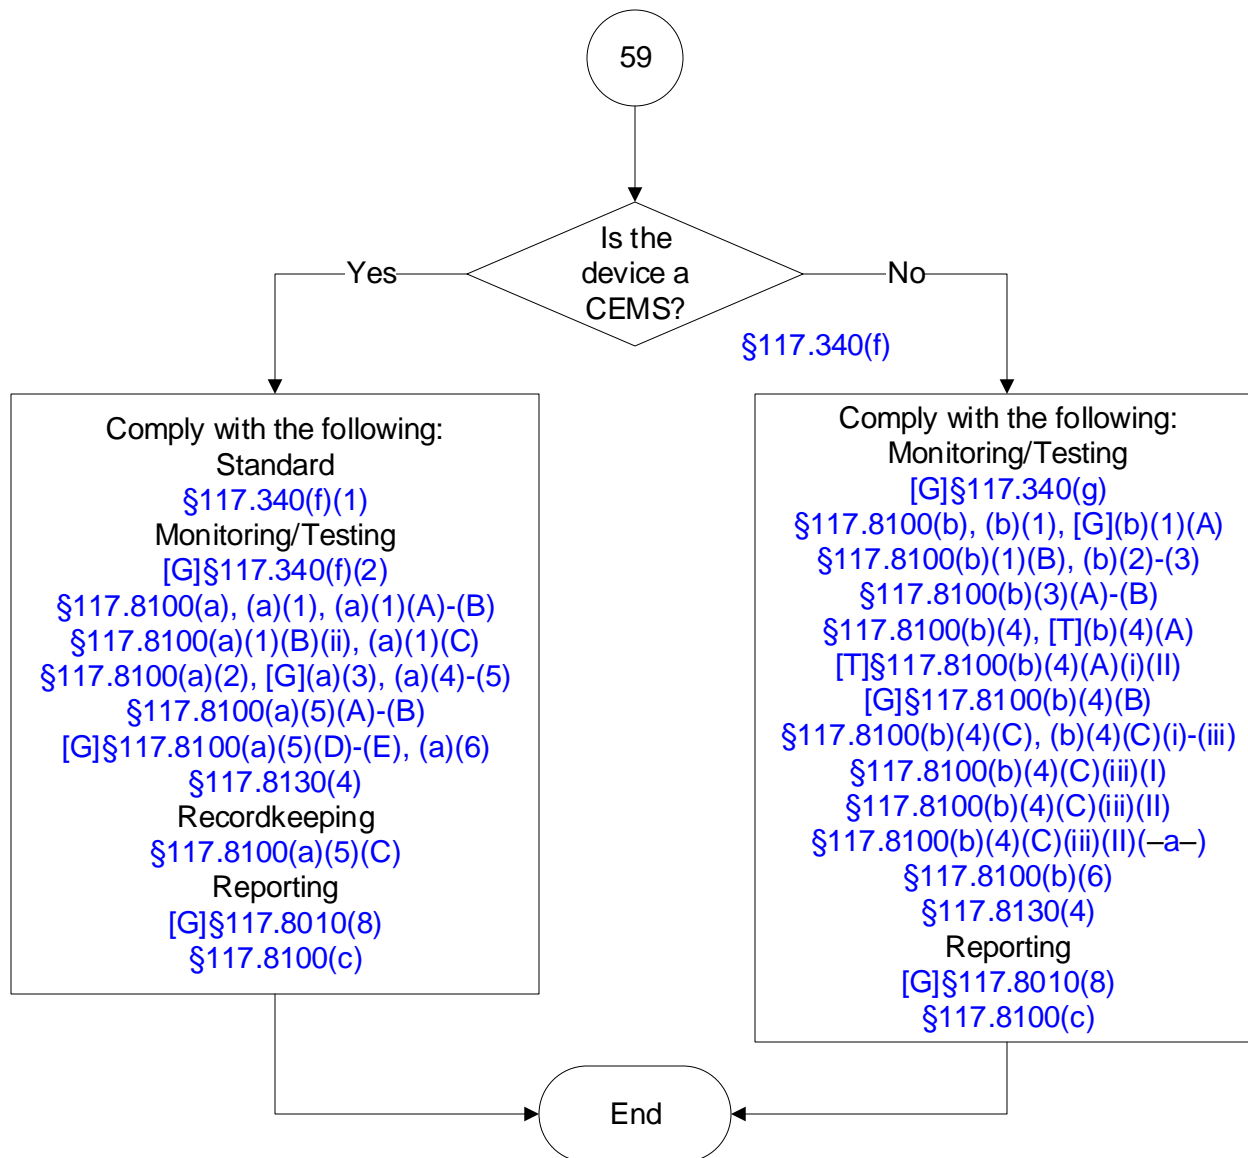 59
Is the
device a
CEMS?
Yes
No
§117.340(f)
Comply with the following:
Standard
§117.340(f)(1)
Monitoring/Testing
[G]§117.340(f)(2)
§117.8100(a), (a)(1), (a)(1)(A)-(B)
§117.8100(a)(1)(B)(ii), (a)(1)(C)
§117.8100(a)(2), [G](a)(3), (a)(4)-(5)
§117.8100(a)(5)(A)-(B)
[G]§117.8100(a)(5)(D)-(E), (a)(6)
§117.8130(4)
Recordkeeping
§117.8100(a)(5)(C)
Reporting
[G]§117.8010(8)
§117.8100(c)
Comply with the following:
Monitoring/Testing
[G]§117.340(g)
§117.8100(b), (b)(1), [G](b)(1)(A)
§117.8100(b)(1)(B), (b)(2)-(3)
§117.8100(b)(3)(A)-(B)
§117.8100(b)(4), [T](b)(4)(A)
[T]§117.8100(b)(4)(A)(i)(II)
[G]§117.8100(b)(4)(B)
§117.8100(b)(4)(C), (b)(4)(C)(i)-(iii)
§117.8100(b)(4)(C)(iii)(I)
§117.8100(b)(4)(C)(iii)(II)
§117.8100(b)(4)(C)(iii)(II)(–a–)
§117.8100(b)(6)
§117.8130(4)
Reporting
[G]§117.8010(8)
§117.8100(c)
End